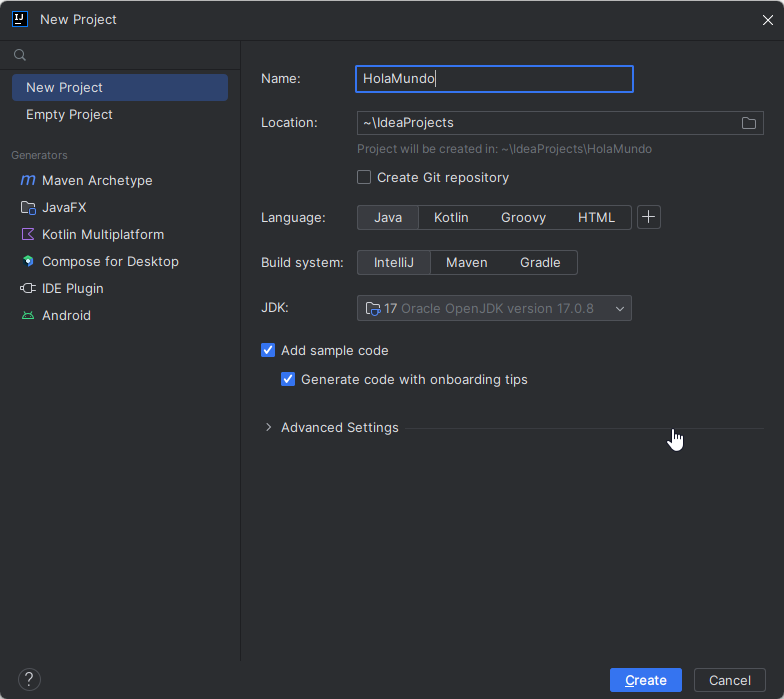 New Project
New Project
Empty Project
Generators
Maven Archetype
JavaFX
Kotlin Multiplatform
Compose for Desktop
IDE Plugin
Android
Name: HolaMundo
Location: ~\IdeaProjects
Project will be created in: ~\IdeaProjects\HolaMundo
Create Git repository
Language: Java Kotlin Groovy HTML
Build system: IntelliJ Maven Gradle
JDK: 17 Oracle OpenJDK version 17.0.8
Add sample code
Generate code with onboarding tips
Advanced Settings
? Create Cancel